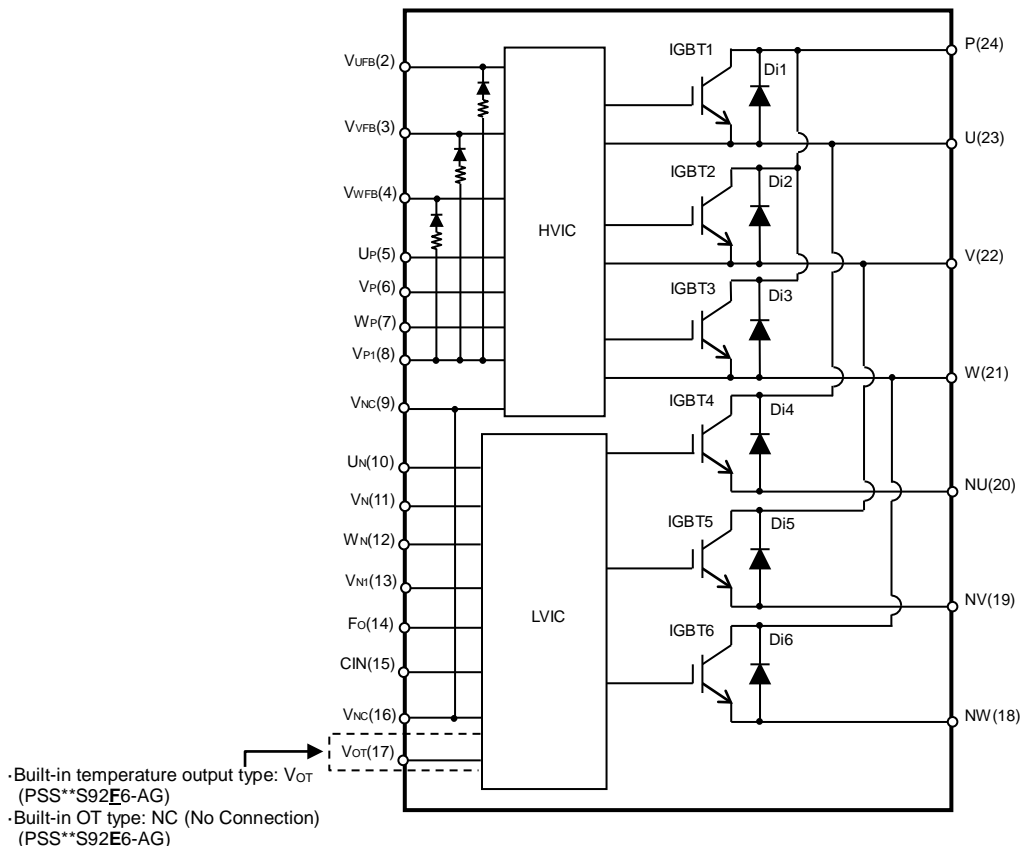 VUFB(2)
VVFB(3)
VWFB(4)
UP(5)
VP(6)
WP(7)
VP1(8)
VNC(9)
UN(10)
VN(11)
WN(12)
VN1(13)
FO(14)
CIN(15)
VNC(16)
VOT(17)
·Built-in temperature output type: VOT
(PSS**S92F6-AG)
·Built-in OT type: NC (No Connection)
(PSS**S92E6-AG)
HVIC
LVIC
IGBT1
Di1
IGBT2
Di2
IGBT3
Di3
IGBT4
Di4
IGBT5
Di5
IGBT6
Di6
P(24)
U(23)
V(22)
W(21)
NU(20)
NV(19)
NW(18)